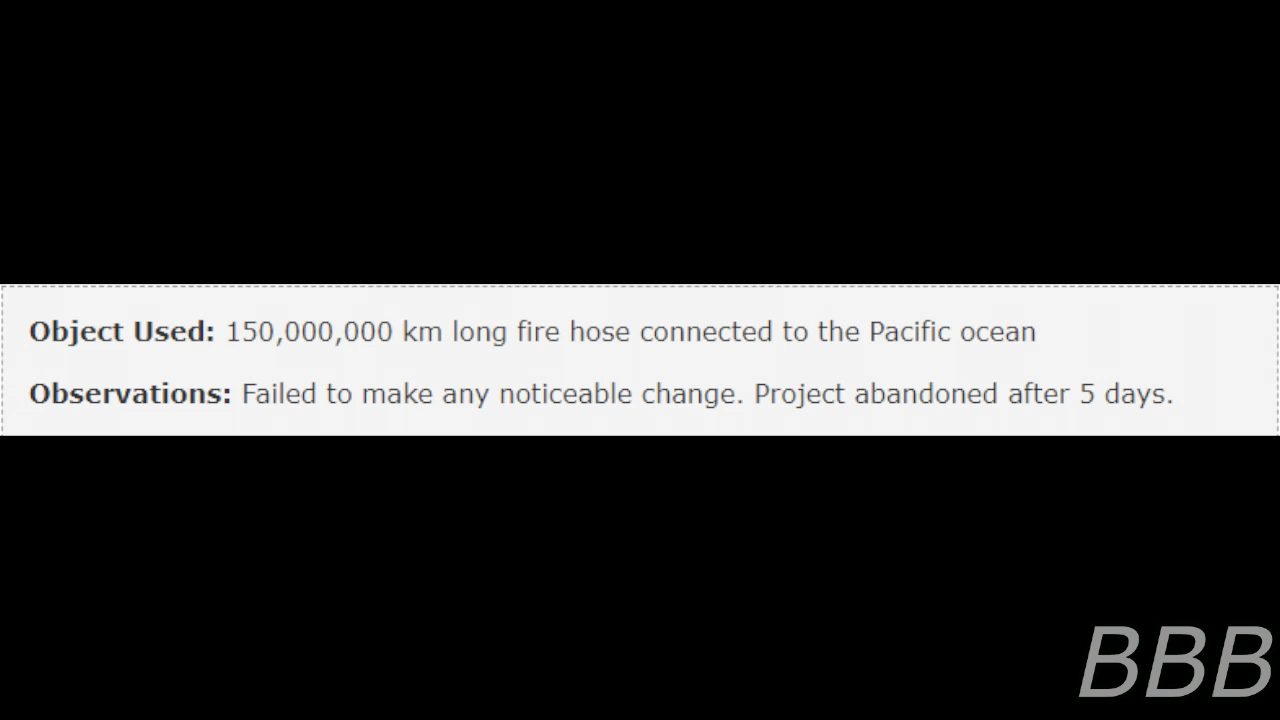 Object Used: 150,000,000 km long fire hose connected to the Pacific ocean
Observations: Failed to make any noticeable change. Project abandoned after 5 days.
BBB